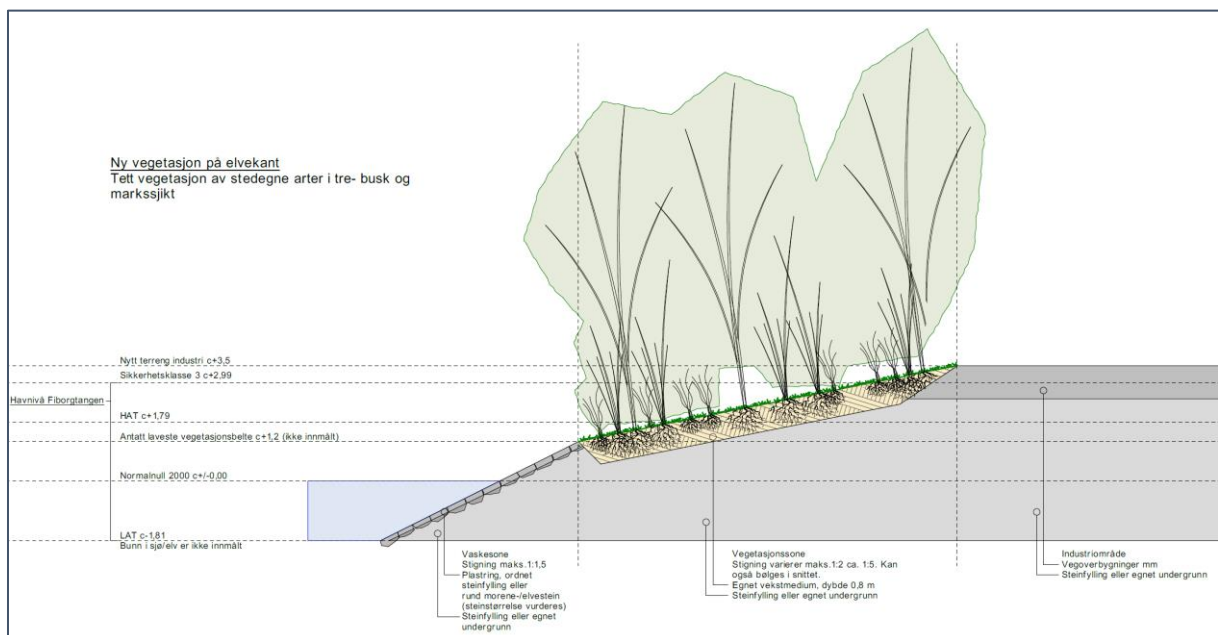 Ny vegetasjon på elvekant
Tett vegetasjon av stedegne arter i tre- busk og
markssjikt
Nytt terreng industri c+3,5
Sikkerhetsklasse 3 c+2,99
Havnivå Fiborgtangen
HAT c+1,79
Antatt laveste vegetasjonsbelte c+1,2 (ikke innmålt)
Normalnull 2000 c+/-0,00
LAT c-1,81
Bunn i sjø/elv er ikke innmålt
Vaskesone
Stigning maks.1:1,5
Plastring, ordnet
steinfylling eller
rund morene-/elvestein
(steinstørrelse vurderes)
Steinfylling eller egnet
undergrunn
Vegetasjonssone
Stigning varierer maks.1:2 ca. 1:5. Kan
også bølges i snittet.
Egnet vekstmedium, dybde 0,8 m
Steinfylling eller egnet undergrunn
Industriområde
Vegoverbygninger mm
Steinfylling eller egnet undergrunn